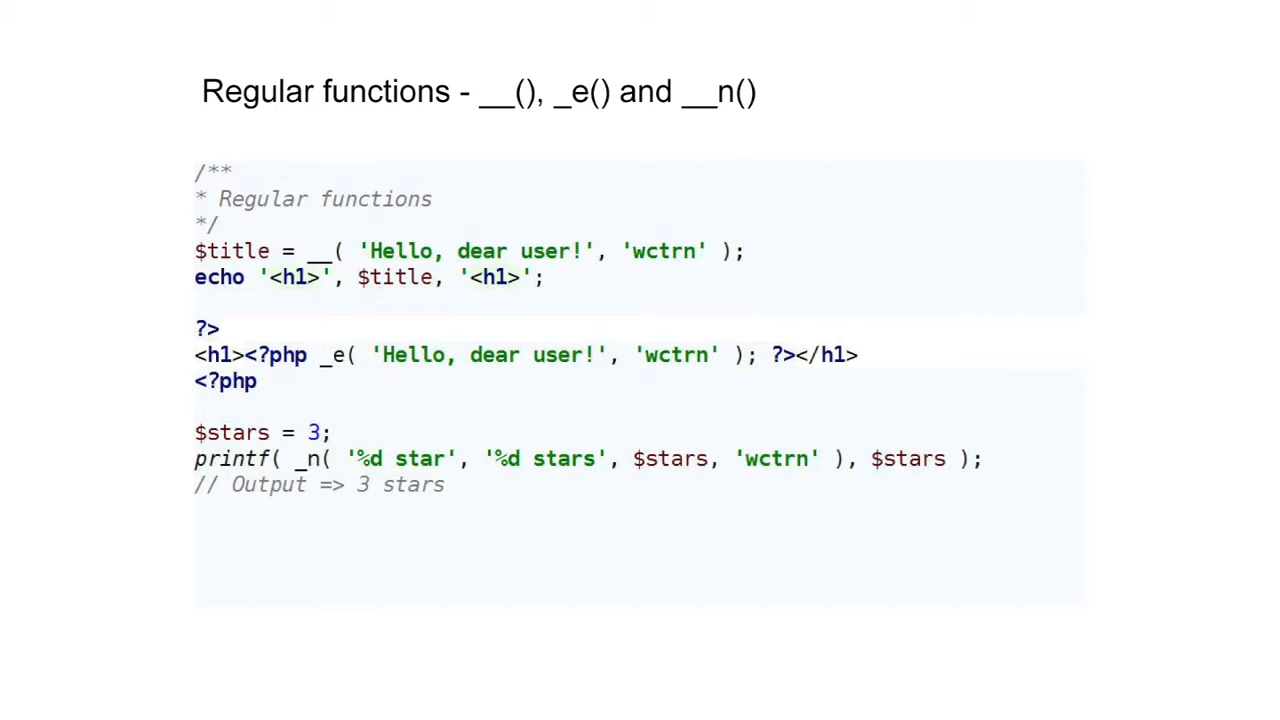 Regular functions - __(), _e() and __n()
/**
* Regular functions
*/
$title = __( 'Hello, dear user!', 'wctrn' );
echo '<h1>', $title, '<h1>';
?>
<h1><?php _e( 'Hello, dear user!', 'wctrn' ); ?></h1>
<?php
$stars = 3;
printf( _n( '%d star', '%d stars', $stars, 'wctrn' ), $stars );
// Output => 3 stars